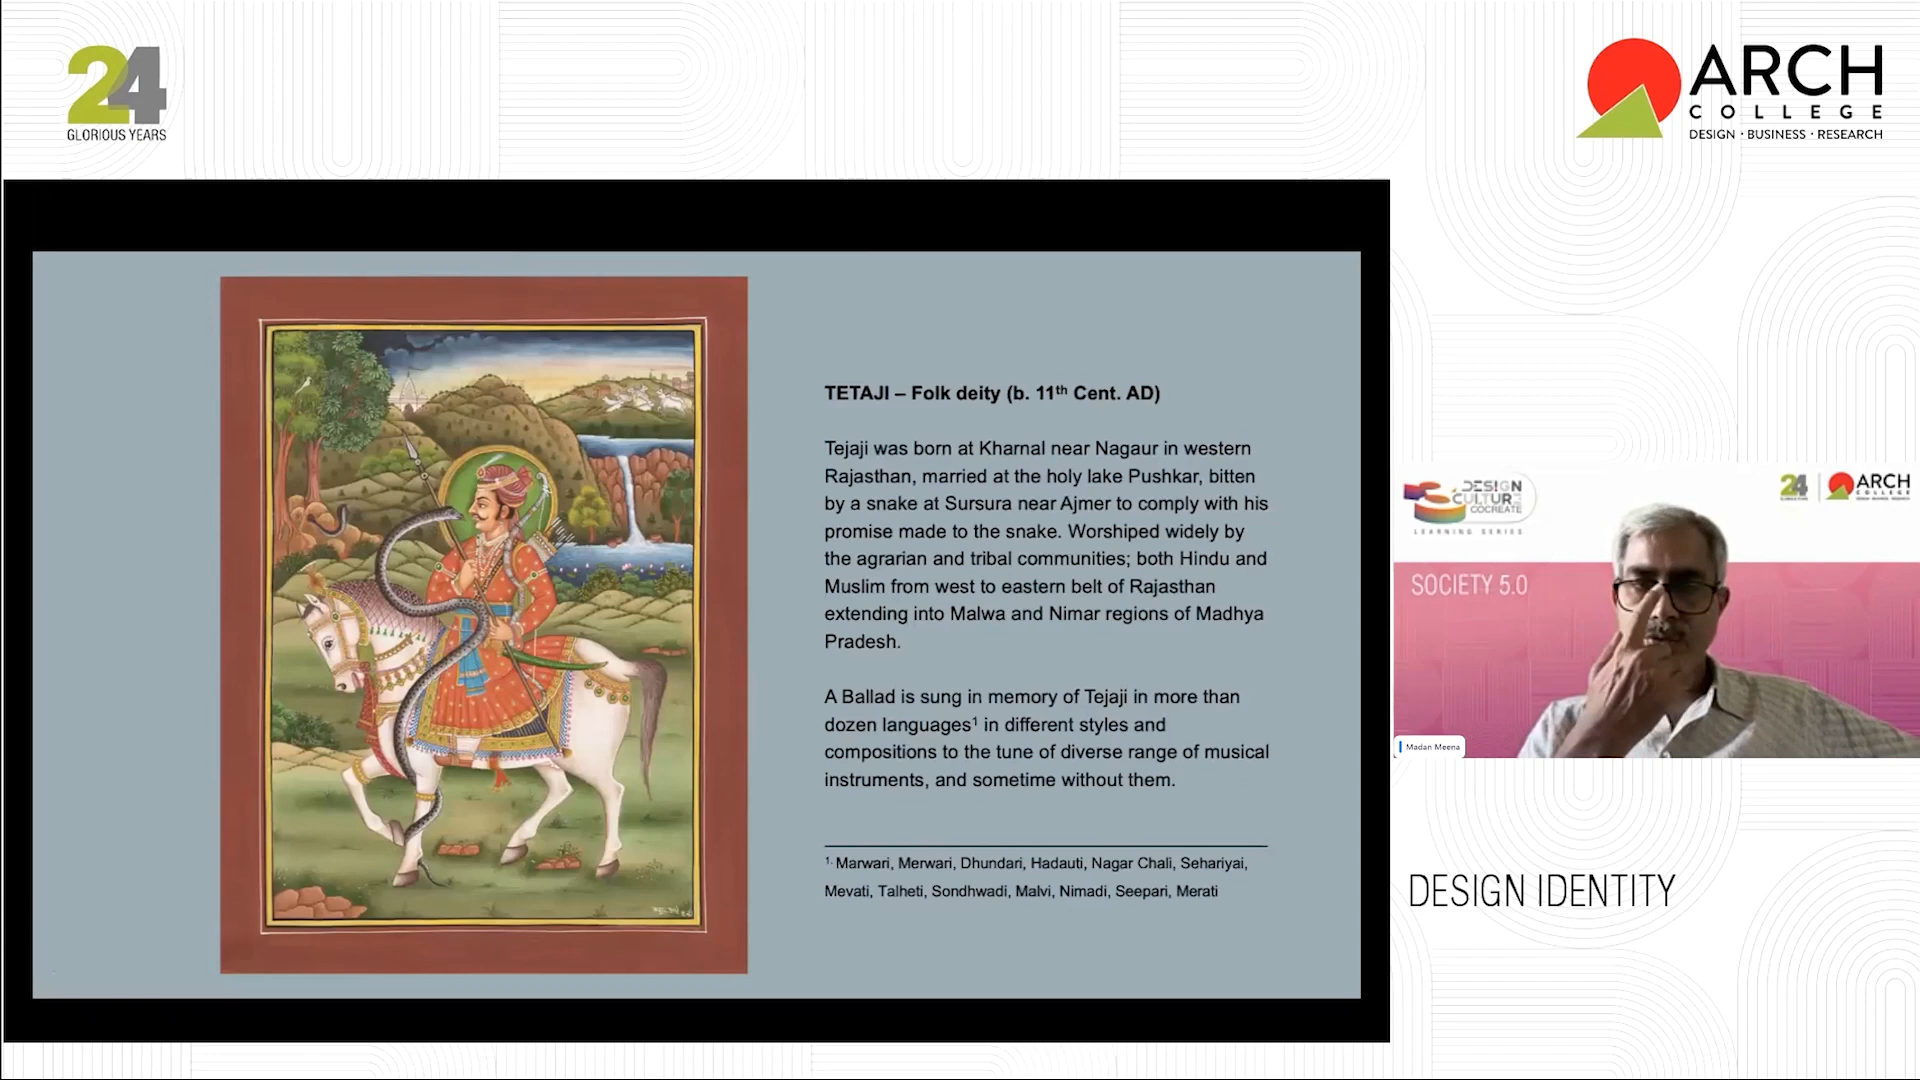 24
GLORIOUS YEARS
ARCH
COLLEGE
DESIGN · BUSINESS · RESEARCH
TETAJI – Folk deity (b. 11th Cent. AD)
Tejaji was born at Kharnal near Nagaur in western
Rajasthan, married at the holy lake Pushkar, bitten
by a snake at Sursura near Ajmer to comply with his
promise made to the snake. Worshiped widely by
the agrarian and tribal communities; both Hindu and
Muslim from west to eastern belt of Rajasthan
extending into Malwa and Nimar regions of Madhya
Pradesh.
A Ballad is sung in memory of Tejaji in more than
dozen languages¹ in different styles and
compositions to the tune of diverse range of musical
instruments, and sometime without them.
1. Marwari, Merwari, Dhundari, Hadauti, Nagar Chali, Sehariyai,
Mevati, Talheti, Sondhwadi, Malvi, Nimadi, Seepari, Merati
DESIGN
CULTURE
COCREATE
LEARNING SERIES
24
ARCH
COLLEGE
SOCIETY 5.0
Madan Meena
DESIGN IDENTITY